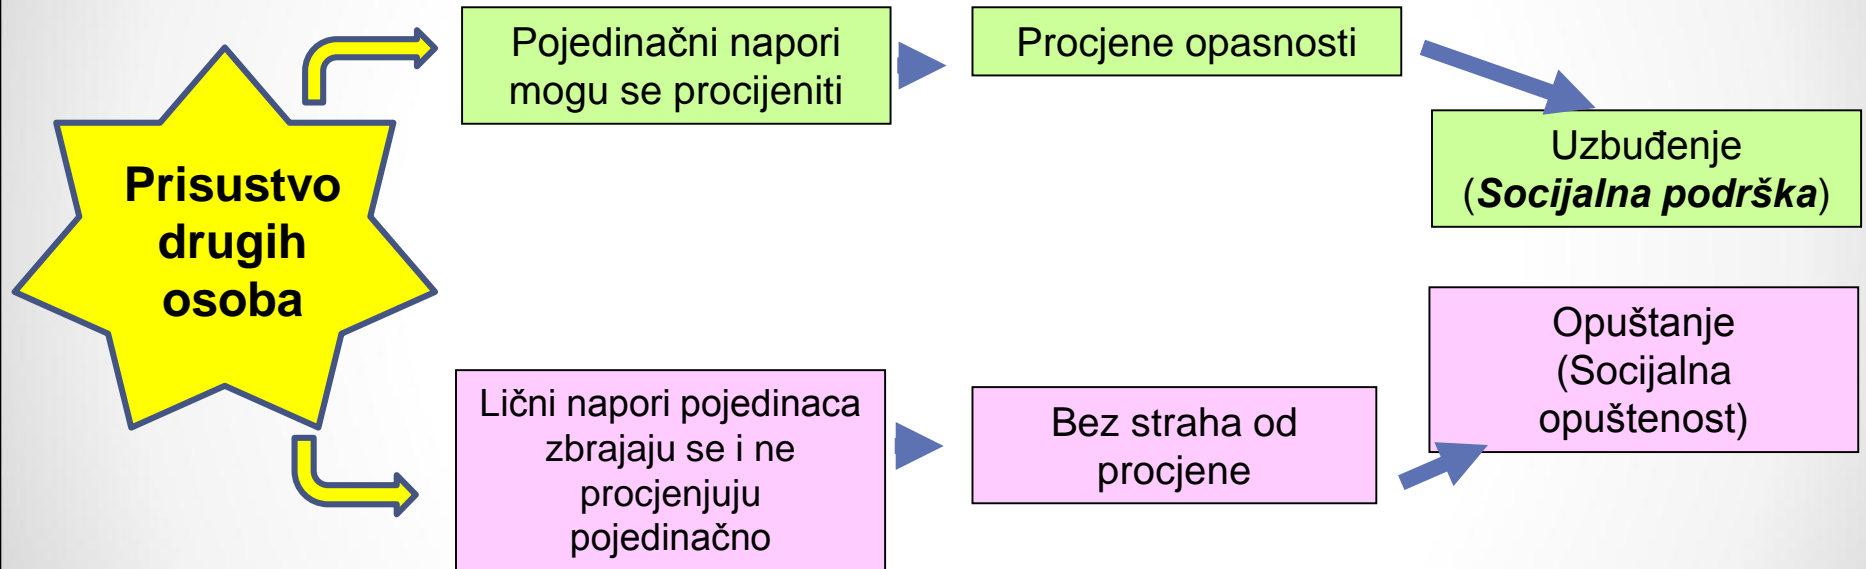 Prisustvo
drugih
osoba
Pojedinačni napori
mogu se procijeniti
Procjene opasnosti
Uzbuđenje
(Socijalna podrška)
Lični napori pojedinaca
zbrajaju se i ne
procjenjuju
pojedinačno
Bez straha od
procjene
Opuštanje
(Socijalna
opuštenost)